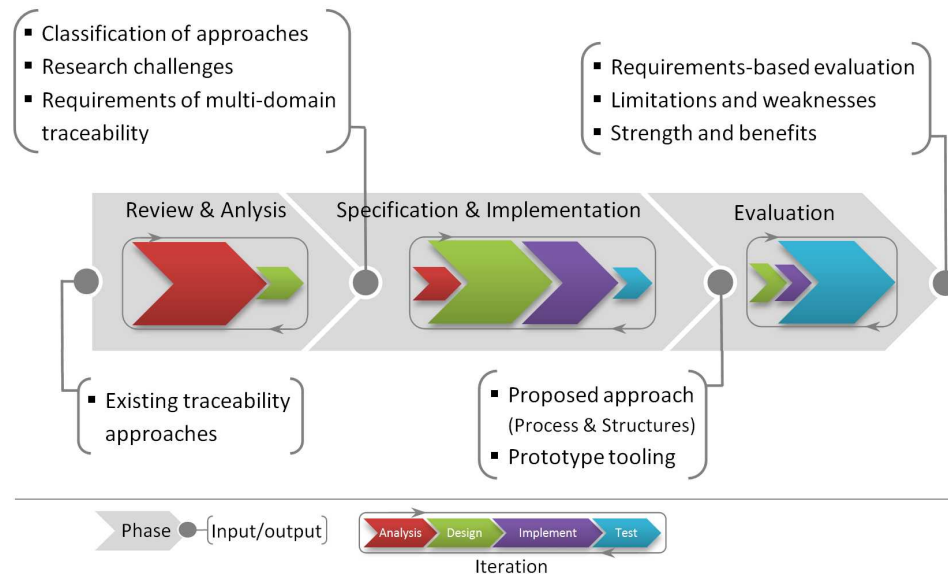 ▪ Classification of approaches
▪ Research challenges
▪ Requirements of multi-domain
traceability
▪ Requirements-based evaluation
▪ Limitations and weaknesses
▪ Strength and benefits
Review & Anlysis
Specification & Implementation
Evaluation
▪ Existing traceability
approaches
▪ Proposed approach
(Process & Structures)
▪ Prototype tooling
Phase
Input/output
Analysis
Design
Implement
Test
Iteration